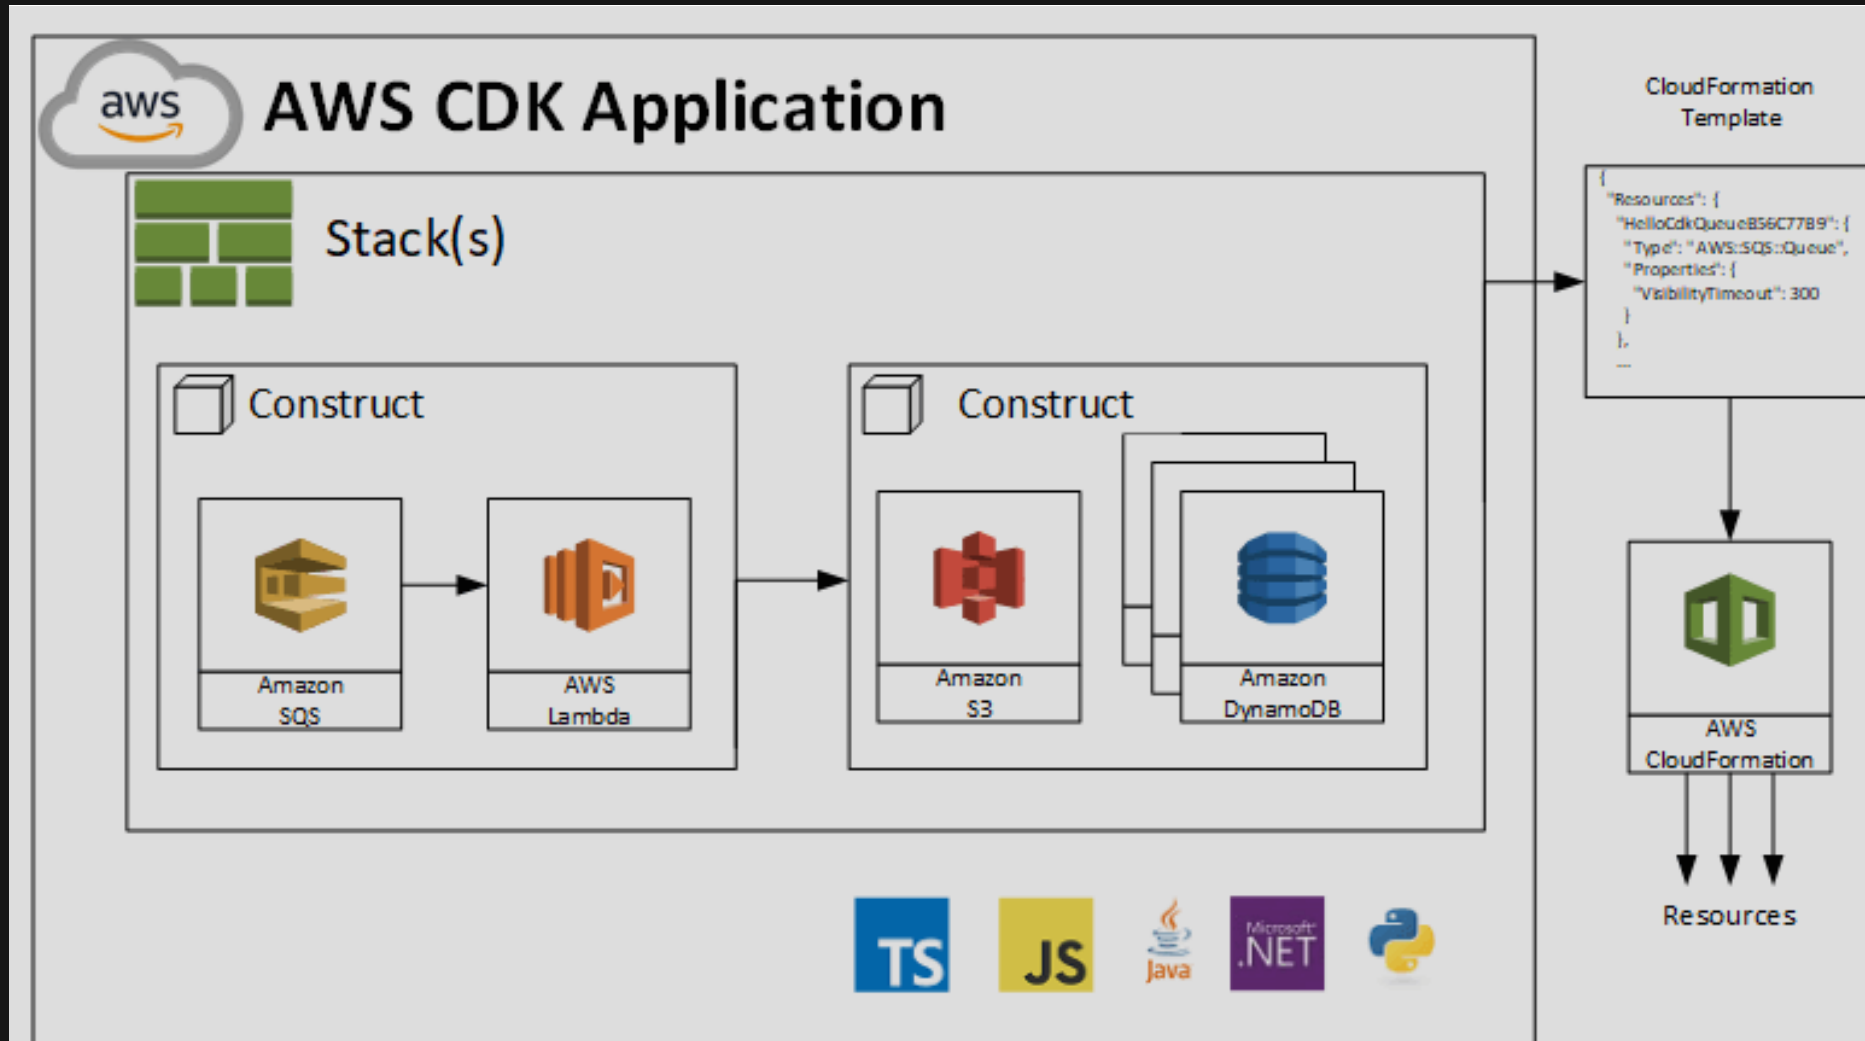 aws
AWS CDK Application
Stack(s)
Construct
Amazon
SQS
AWS
Lambda
Construct
Amazon
S3
Amazon
DynamoDB
TS
JS
Java
Microsoft
.NET
CloudFormation
Template
{
"Resources": {
"HelloCdkQueueB56C77B9": {
"Type": "AWS::SQS::Queue",
"Properties": {
"VisibilityTimeout": 300
}
},
...
AWS
CloudFormation
Resources